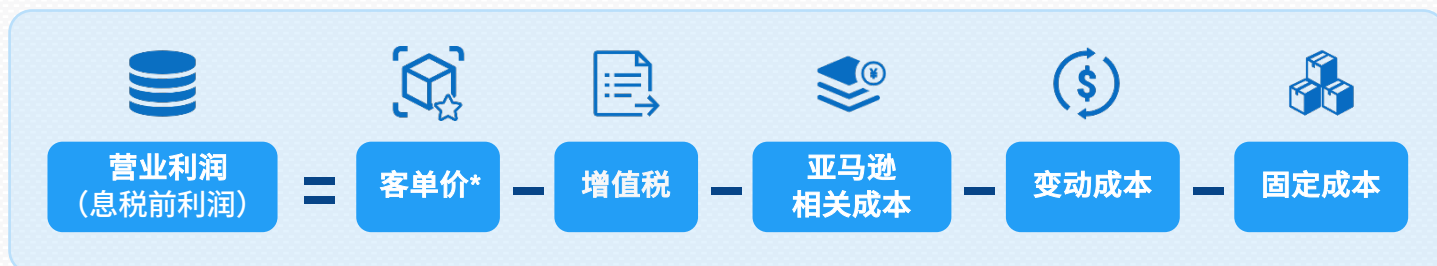 营业利润
（息税前利润）
=
客单价*
—
增值税
—
亚马逊
相关成本
—
变动成本
—
固定成本